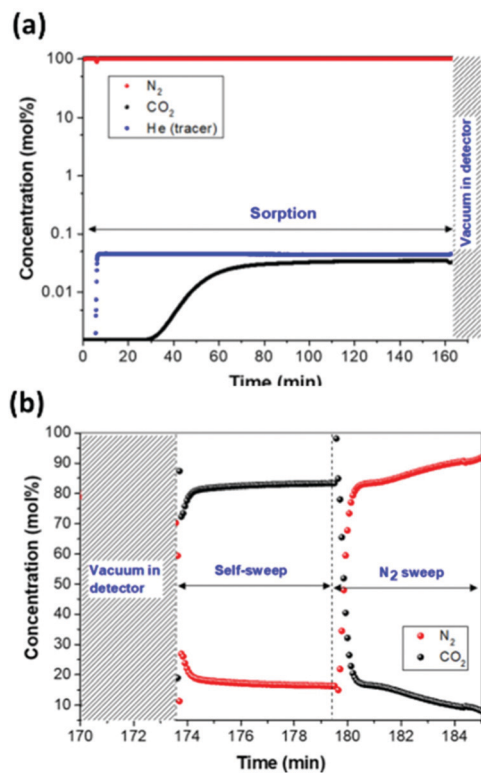 (a)
100
10
1
0.1
0.01
Concentration (mol%)
N2
CO2
He (tracer)
Sorption
Vacuum in detector
0 20 40 60 80 100 120 140 160
Time (min)
(b)
100
90
80
70
60
50
40
30
20
10
Concentration (mol%)
Vacuum in
detector
Self-sweep
N2 sweep
N2
CO2
170 172 174 176 178 180 182 184
Time (min)